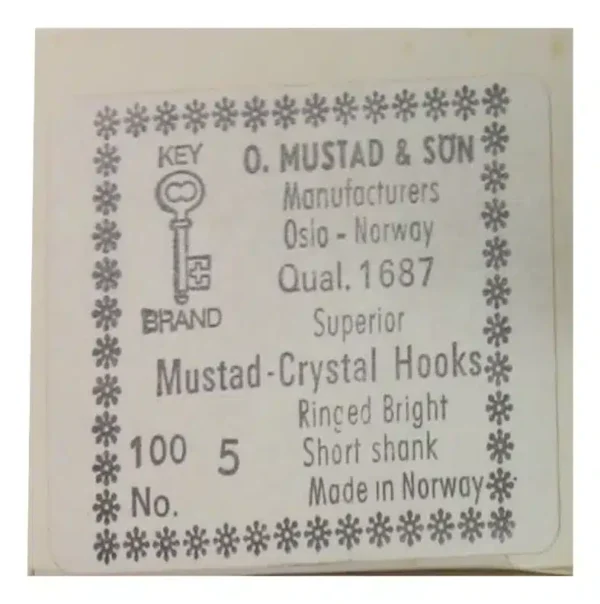 KEY
BRAND
O. MUSTAD & SÖN
Manufacturers
Oslo - Norway
Qual. 1687
Superior
Mustad-Crystal Hooks
Ringed Bright
100 5 Short shank
No. Made in Norway